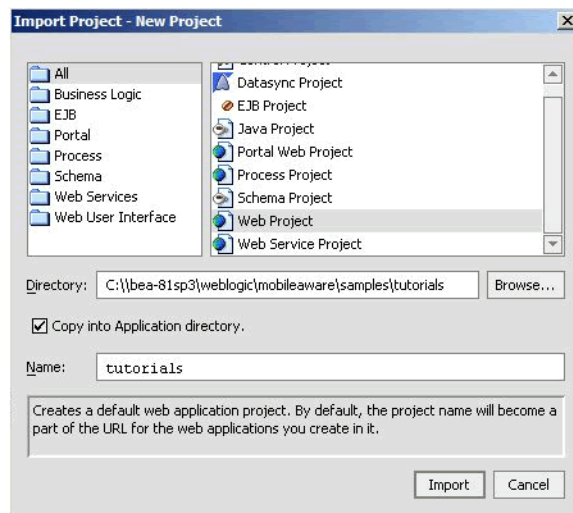 Import Project - New Project
All
Business Logic
EJB
Portal
Process
Schema
Web Services
Web User Interface
Datasync Project
EJB Project
Java Project
Portal Web Project
Process Project
Schema Project
Web Project
Web Service Project
Directory: C:\\bea-81sp3\weblogic\mobileaware\samples\tutorials Browse...
Copy into Application directory.
Name: tutorials
Creates a default web application project. By default, the project name will become a
part of the URL for the web applications you create in it.
Import Cancel